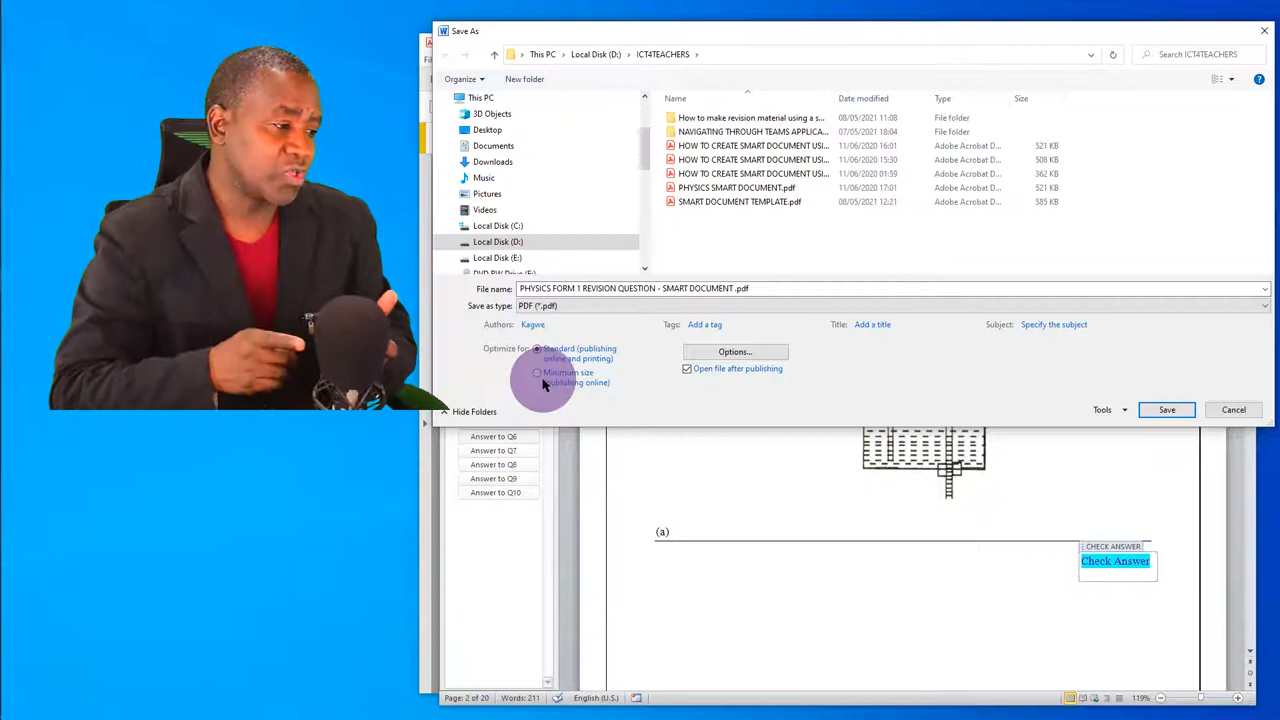 Save As
This PC > Local Disk (D:) > ICT4TEACHERS >
Search ICT4TEACHERS
Organize
New folder
This PC
3D Objects
Desktop
Documents
Downloads
Music
Pictures
Videos
Local Disk (C:)
Local Disk (D:)
Local Disk (E:)
DVD RW Drive (F:)
Name Date modified Type Size
How to make revision material using a s... 08/05/2021 11:08 File folder
NAVIGATING THROUGH TEAMS APPLICA... 07/05/2021 18:04 File folder
HOW TO CREATE SMART DOCUMENT USI... 11/06/2020 16:01 Adobe Acrobat D... 521 KB
HOW TO CREATE SMART DOCUMENT USI... 11/06/2020 15:30 Adobe Acrobat D... 508 KB
HOW TO CREATE SMART DOCUMENT USI... 11/06/2020 01:59 Adobe Acrobat D... 362 KB
PHYSICS SMART DOCUMENT.pdf 11/06/2020 17:01 Adobe Acrobat D... 521 KB
SMART DOCUMENT TEMPLATE.pdf 08/05/2021 12:21 Adobe Acrobat D... 585 KB
File name: PHYSICS FORM 1 REVISION QUESTION - SMART DOCUMENT .pdf
Save as type: PDF (*.pdf)
Authors: Kagwe
Tags: Add a tag
Title: Add a title
Subject: Specify the subject
Optimize for: Standard (publishing
online and printing)
Minimum size
(publishing online)
Options...
Open file after publishing
Hide Folders
Tools
Save
Cancel
Answer to Q6
Answer to Q7
Answer to Q8
Answer to Q9
Answer to Q10
(a)
CHECK ANSWER
Check Answer
Page: 2 of 20
Words: 211
English (U.S.)
119%